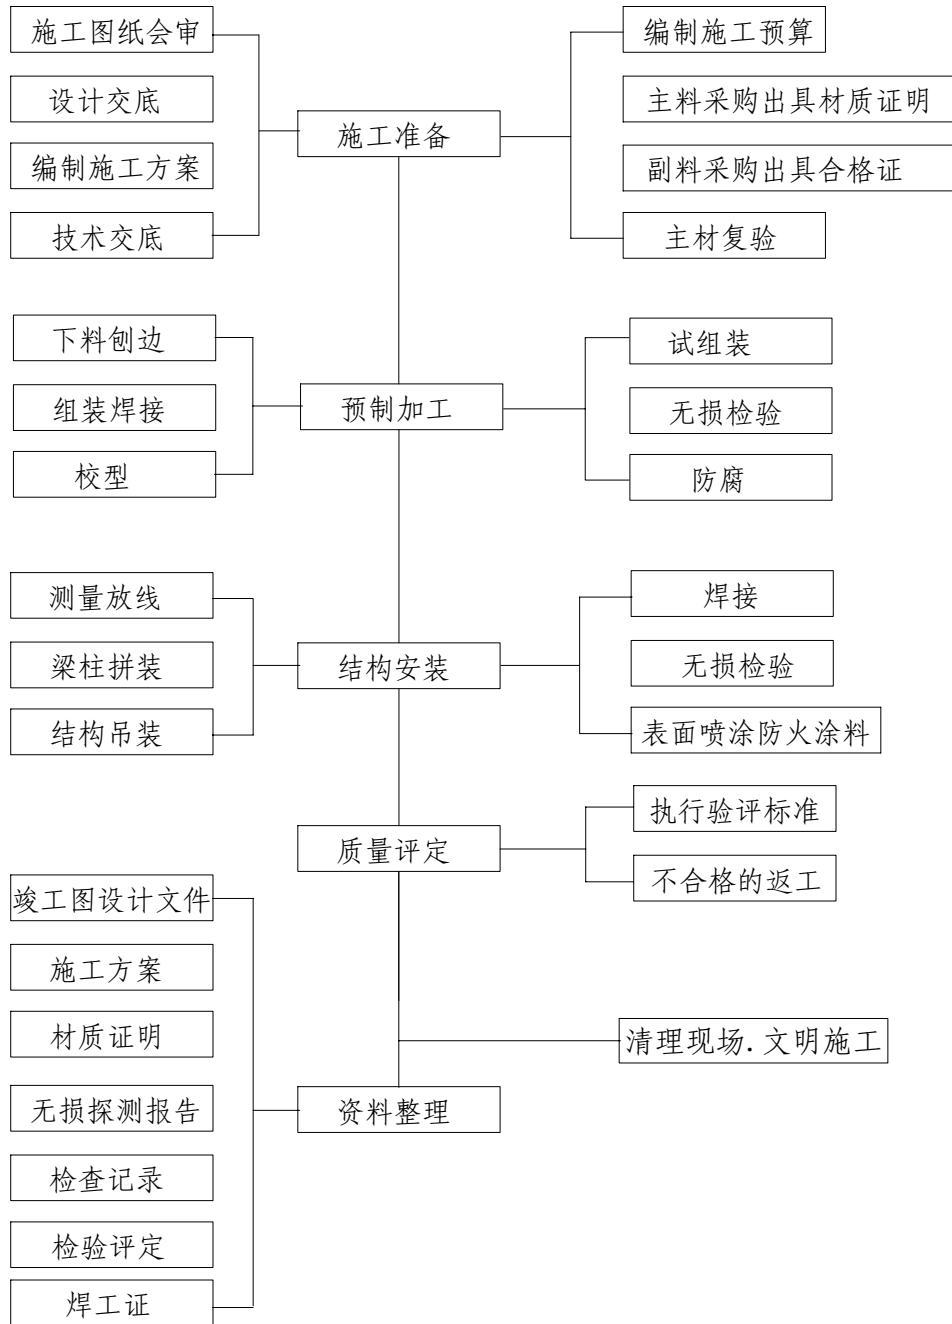 施工图纸会审
设计交底
编制施工方案
技术交底
施工准备
编制施工预算
主料采购出具材质证明
副料采购出具合格证
主材复验
下料刨边
组装焊接
校型
预制加工
试组装
无损检验
防腐
测量放线
梁柱拼装
结构吊装
结构安装
焊接
无损检验
表面喷涂防火涂料
质量评定
执行验评标准
不合格的返工
清理现场.文明施工
竣工图设计文件
施工方案
材质证明
无损探测报告
检查记录
检验评定
焊工证
资料整理